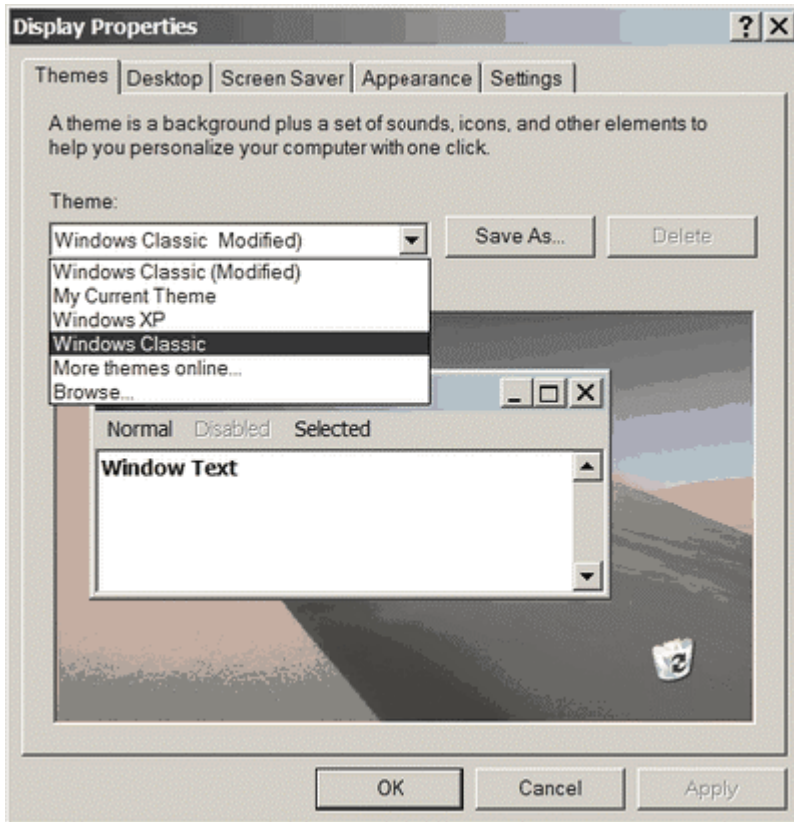 Display Properties
Themes Desktop Screen Saver Appearance Settings
A theme is a background plus a set of sounds, icons, and other elements to
help you personalize your computer with one click.
Theme:
Windows Classic Modified) Save As... Delete
Windows Classic (Modified)
My Current Theme
Windows XP
Windows Classic
More themes online...
Browse...
Normal Disabled Selected
Window Text
OK Cancel Apply